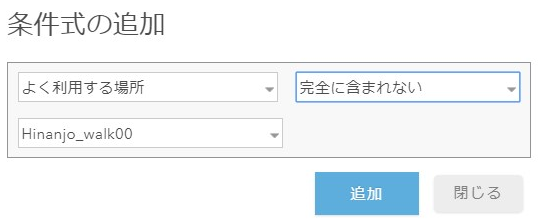 条件式の追加
よく利用する場所
完全に含まれない
Hinanjo_walk00
追加
閉じる